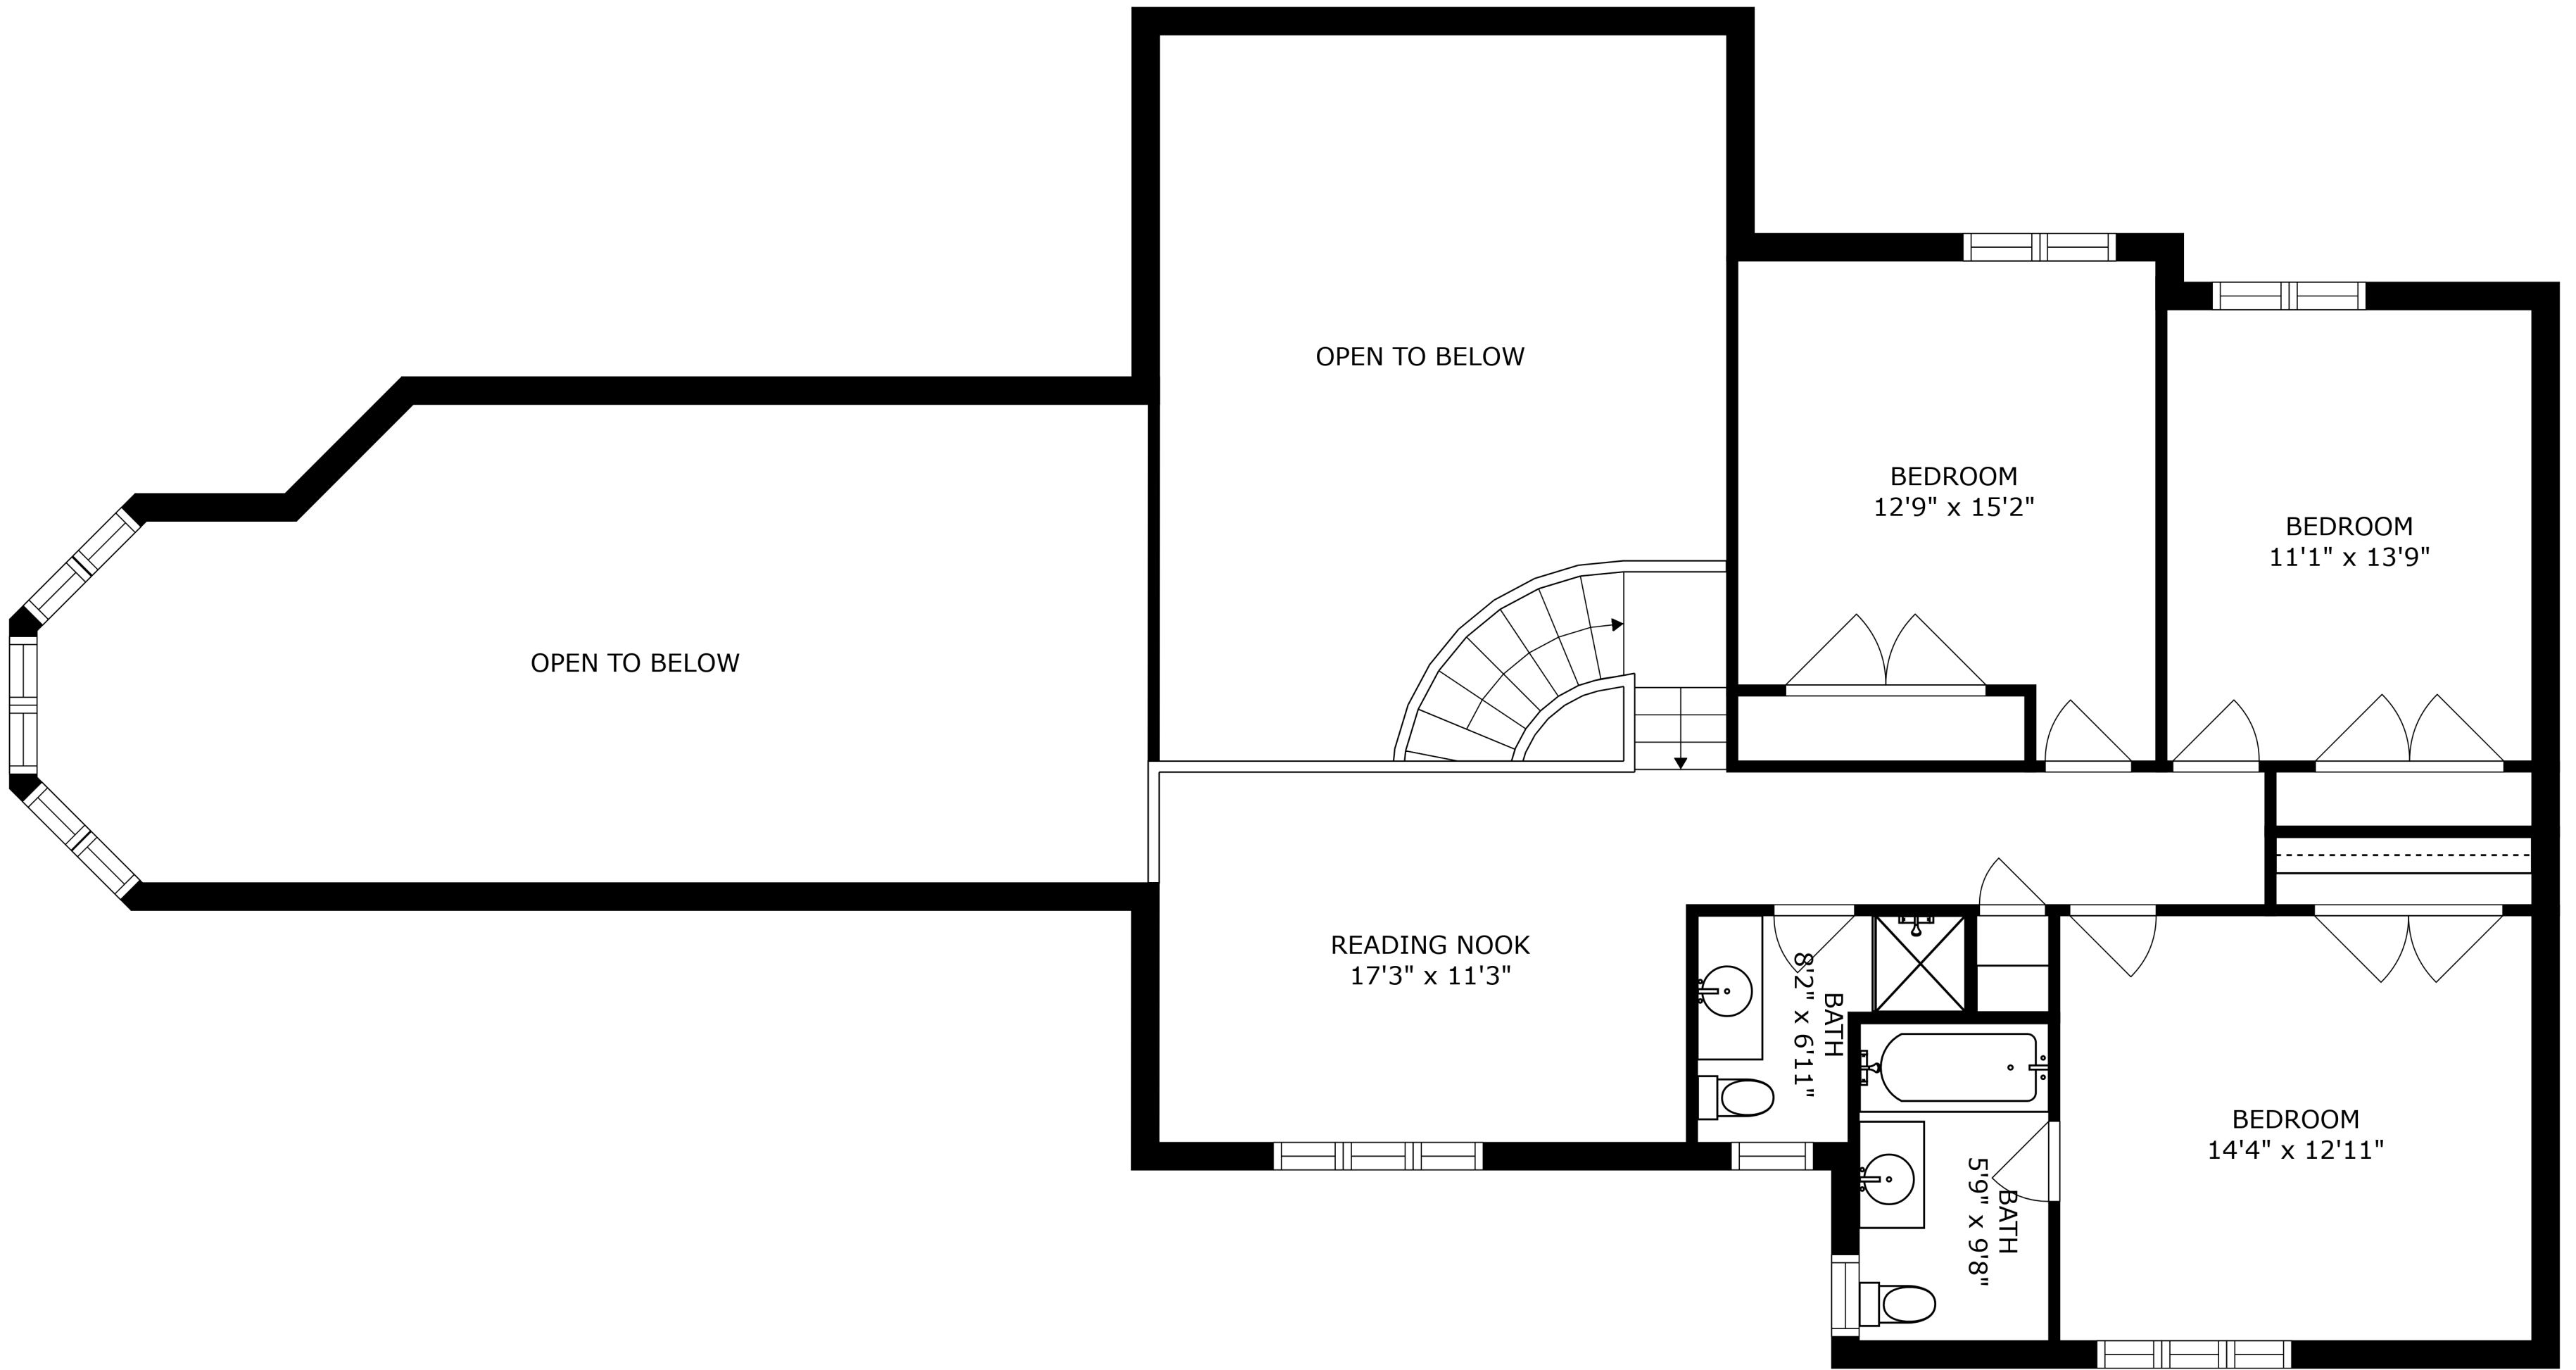 OPEN TO BELOW
BEDROOM
12'9" x 15'2"
BEDROOM
11'1" x 13'9"
OPEN TO BELOW
READING NOOK
17'3" x 11'3"
BATH
8'2" x 6'11"
BEDROOM
14'4" x 12'11"
BATH
5'9" x 9'8"